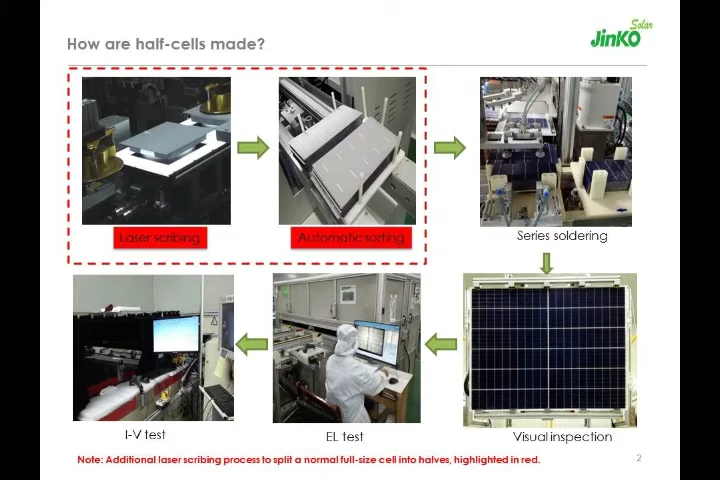 How are half-cells made?
Solar
JinKO
Laser scribing
Automatic sorting
Series soldering
I-V test
EL test
Visual inspection
Note: Additional laser scribing process to split a normal full-size cell into halves, highlighted in red.
2